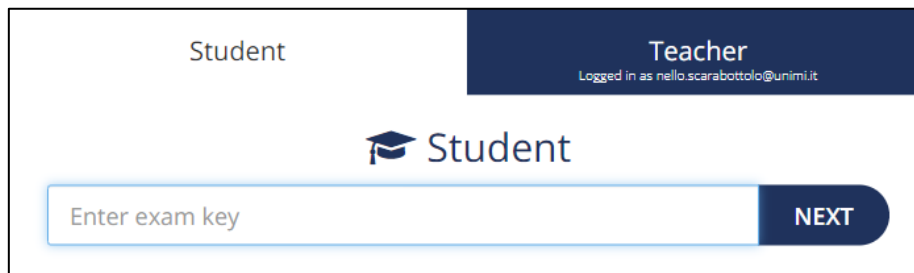 Student
Teacher
Logged in as nello.scarabottolo@unimi.it
Student
Enter exam key
NEXT